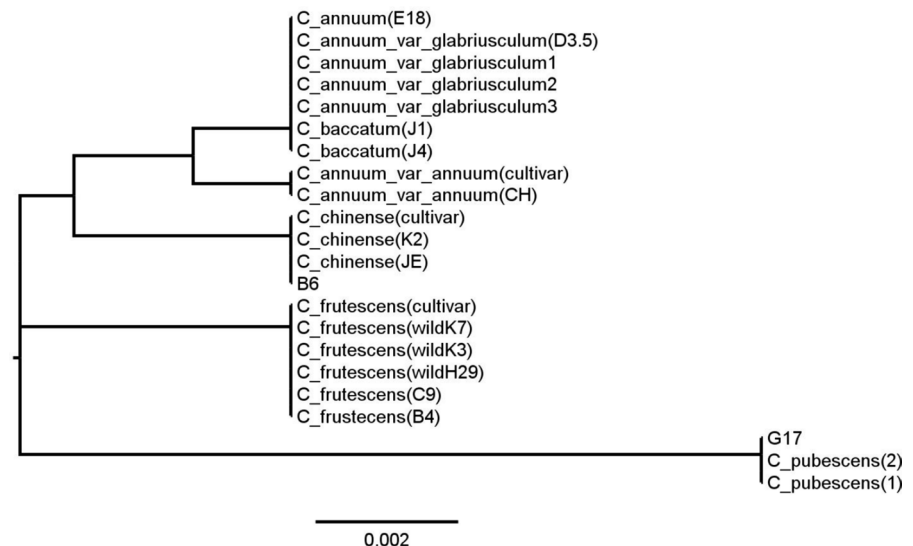 C_annuum(E18)
C_annuum_var_glabriusculum(D3.5)
C_annuum_var_glabriusculum1
C_annuum_var_glabriusculum2
C_annuum_var_glabriusculum3
C_baccatum(J1)
C_baccatum(J4)
C_annuum_var_annuum(cultivar)
C_annuum_var_annuum(CH)
C_chinense(cultivar)
C_chinense(K2)
C_chinense(JE)
B6
C_frutescens(cultivar)
C_frutescens(wildK7)
C_frutescens(wildK3)
C_frutescens(wildH29)
C_frutescens(C9)
C_frustecens(B4)
G17
C_pubescens(2)
C_pubescens(1)
0.002